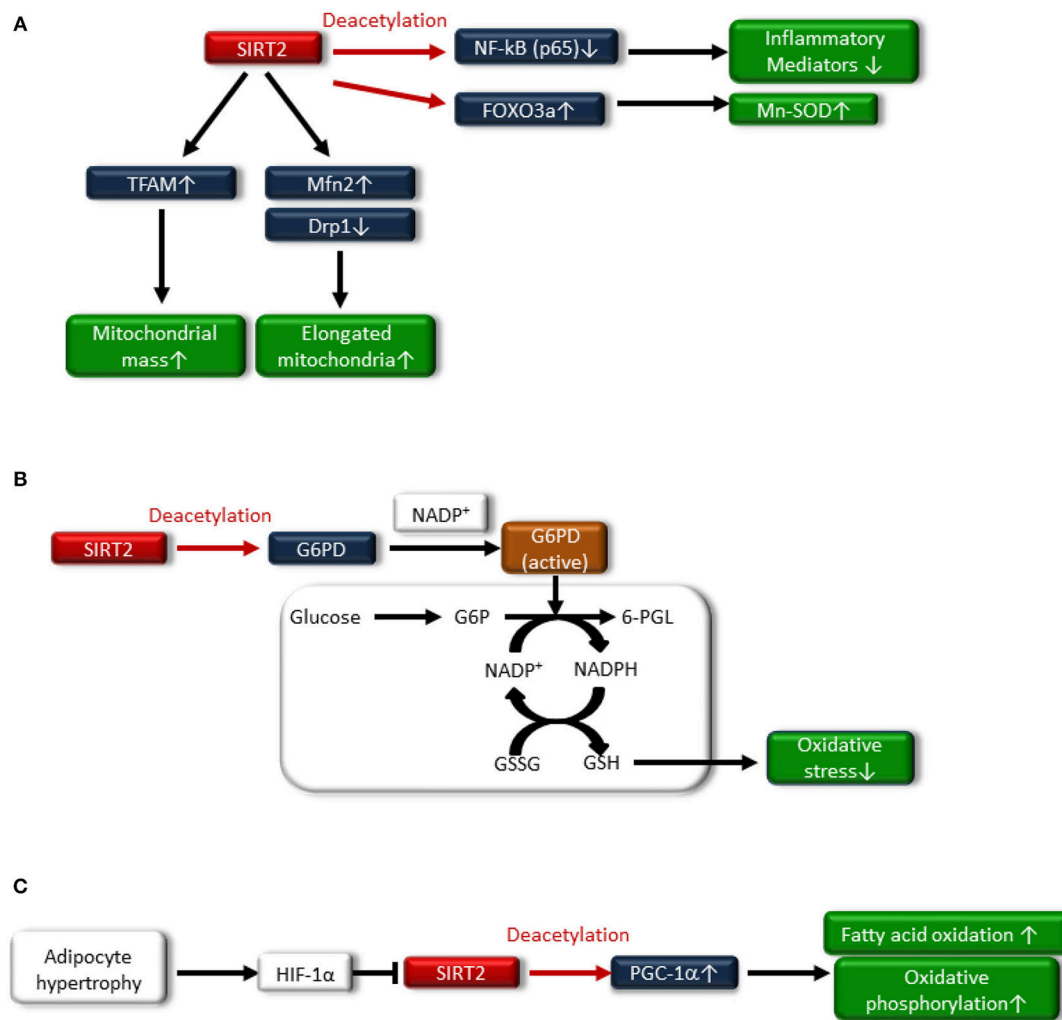 A
Deacetylation
SIRT2
NF-kB (p65)↓
Inflammatory
Mediators ↓
FOXO3a↑
Mn-SOD↑
TFAM↑
Mfn2↑
Drp1↓
Mitochondrial
mass↑
Elongated
mitochondria↑
B
Deacetylation
NADP⁺
SIRT2
G6PD
G6PD
(active)
Glucose
G6P
6-PGL
NADP⁺
NADPH
GSSG
GSH
Oxidative
stress↓
C
Adipocyte
hypertrophy
HIF-1α
Deacetylation
SIRT2
PGC-1α↑
Fatty acid oxidation ↑
Oxidative
phosphorylation↑